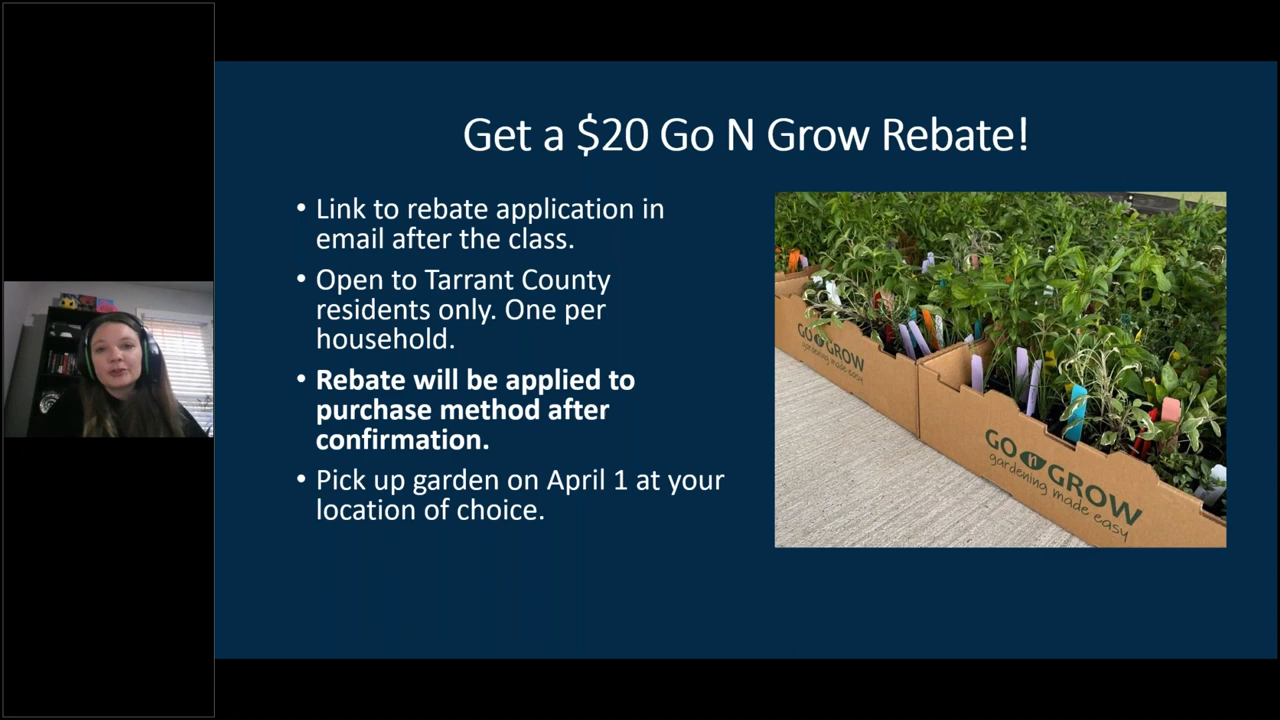 Get a $20 Go N Grow Rebate!
• Link to rebate application in
email after the class.
• Open to Tarrant County
residents only. One per
household.
• Rebate will be applied to
purchase method after
confirmation.
• Pick up garden on April 1 at your
location of choice.
GO n GROW
gardening made easy
GO n GROW
gardening made easy